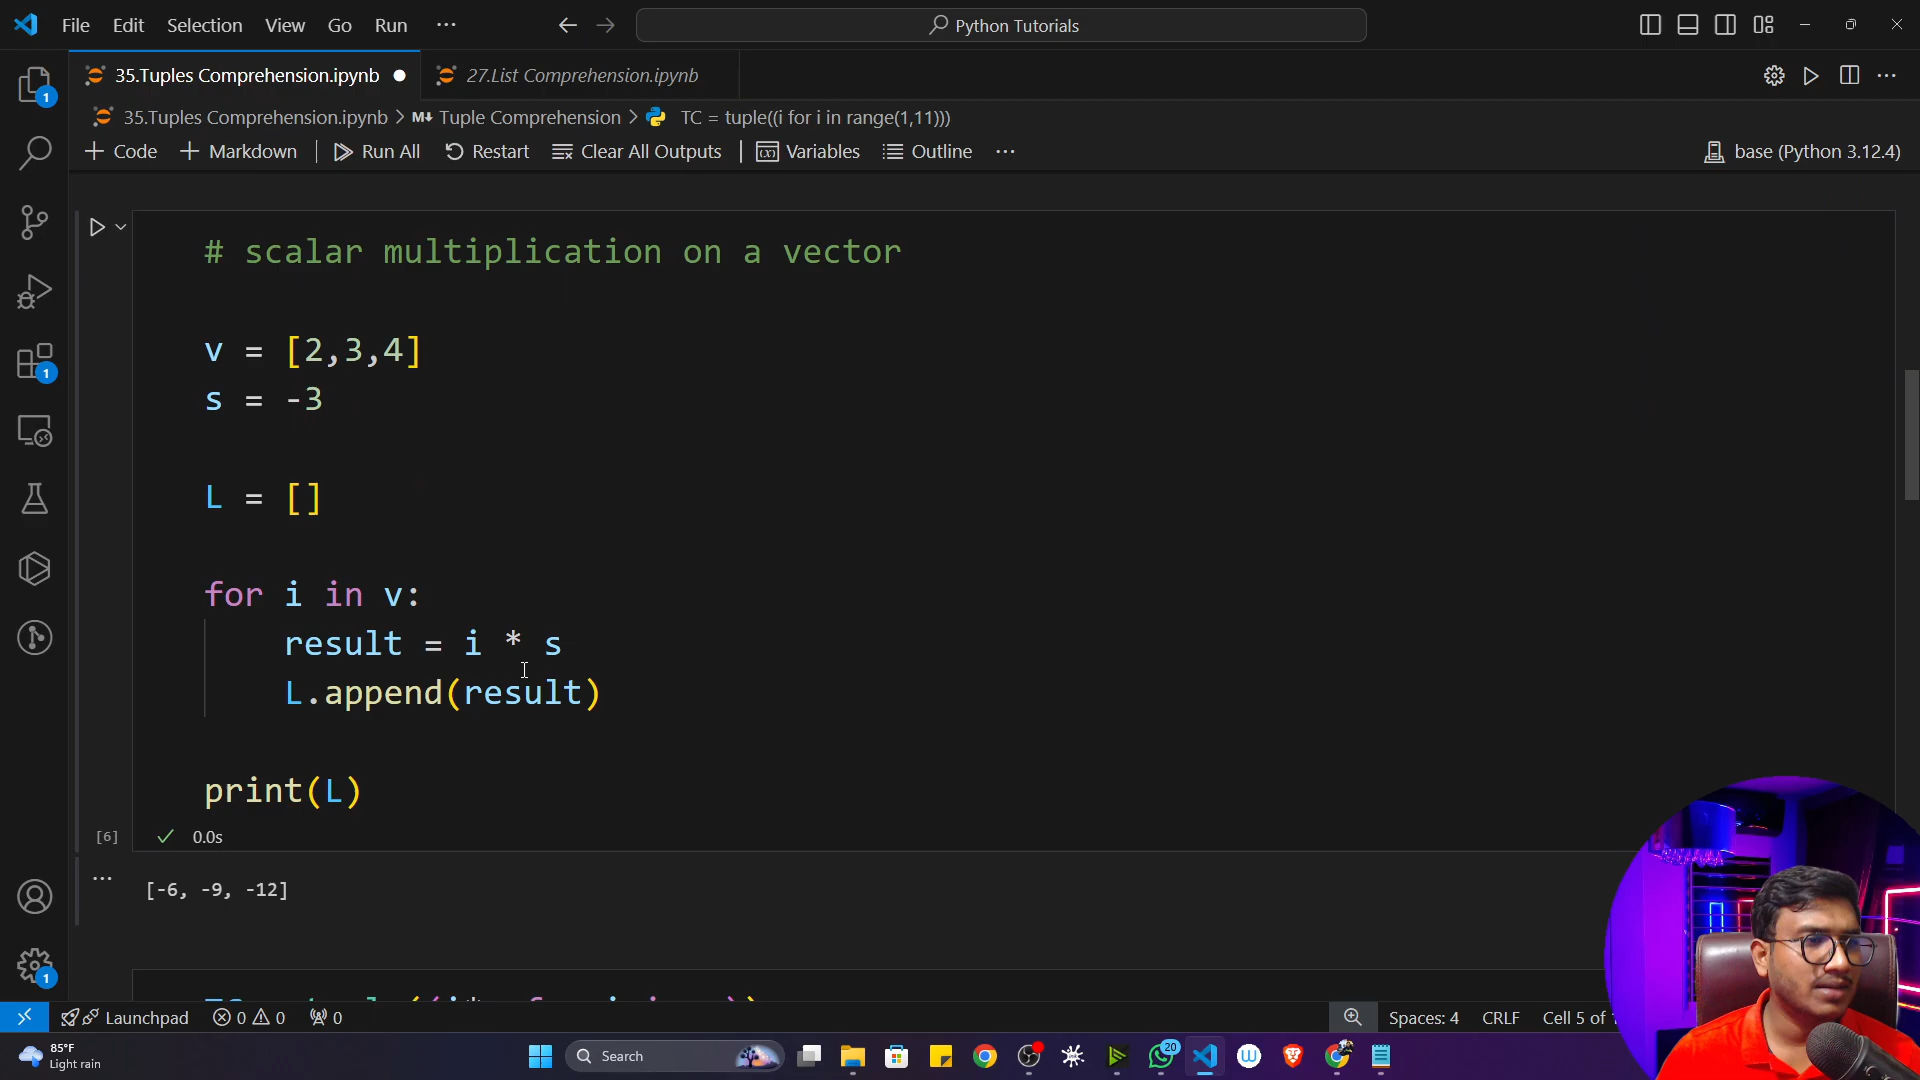 File Edit Selection View Go Run ··· Python Tutorials
35.Tuples Comprehension.ipynb 27.List Comprehension.ipynb
35.Tuples Comprehension.ipynb > M↓ Tuple Comprehension > TC = tuple((i for i in range(1,11)))
+ Code + Markdown Run All Restart Clear All Outputs Variables Outline ··· base (Python 3.12.4)
# scalar multiplication on a vector
v = [2,3,4]
s = -3
L = []
for i in v:
result = i * s
L.append(result)
print(L)
[6] ✓ 0.0s
[-6, -9, -12]
Launchpad 0 0 0 Spaces: 4 CRLF Cell 5 of
85°F
Light rain
Search
20